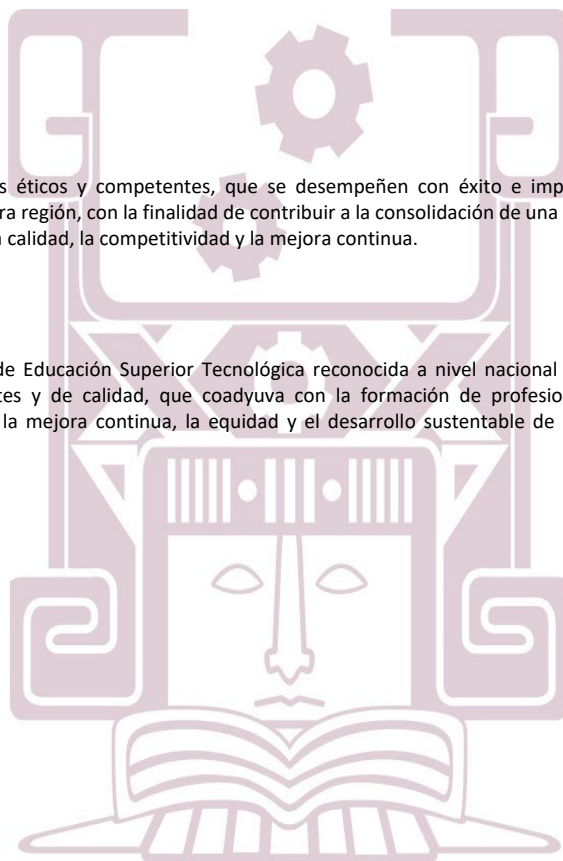 s éticos y competentes, que se desempeñen con éxito e imp
ra región, con la finalidad de contribuir a la consolidación de una
calidad, la competitividad y la mejora continua.
de Educación Superior Tecnológica reconocida a nivel nacional
tes y de calidad, que coadyuva con la formación de profesio
la mejora continua, la equidad y el desarrollo sustentable de